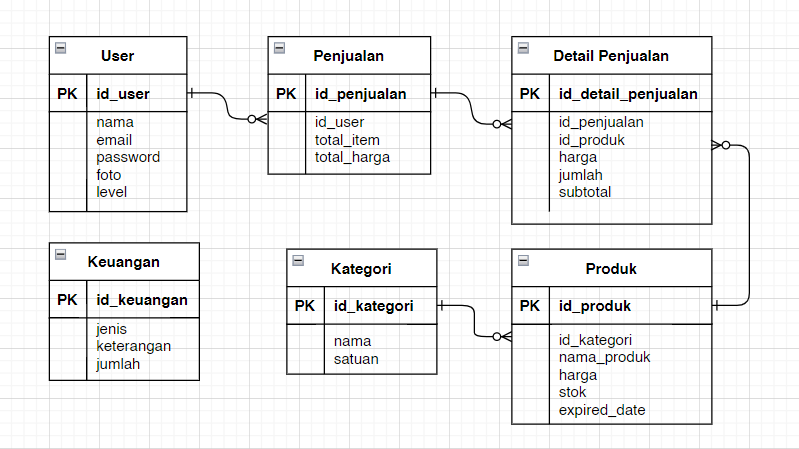 User
PK id_user
nama
email
password
foto
level
Penjualan
PK id_penjualan
id_user
total_item
total_harga
Detail Penjualan
PK id_detail_penjualan
id_penjualan
id_produk
harga
jumlah
subtotal
Keuangan
PK id_keuangan
jenis
keterangan
jumlah
Kategori
PK id_kategori
nama
satuan
Produk
PK id_produk
id_kategori
nama_produk
harga
stok
expired_date